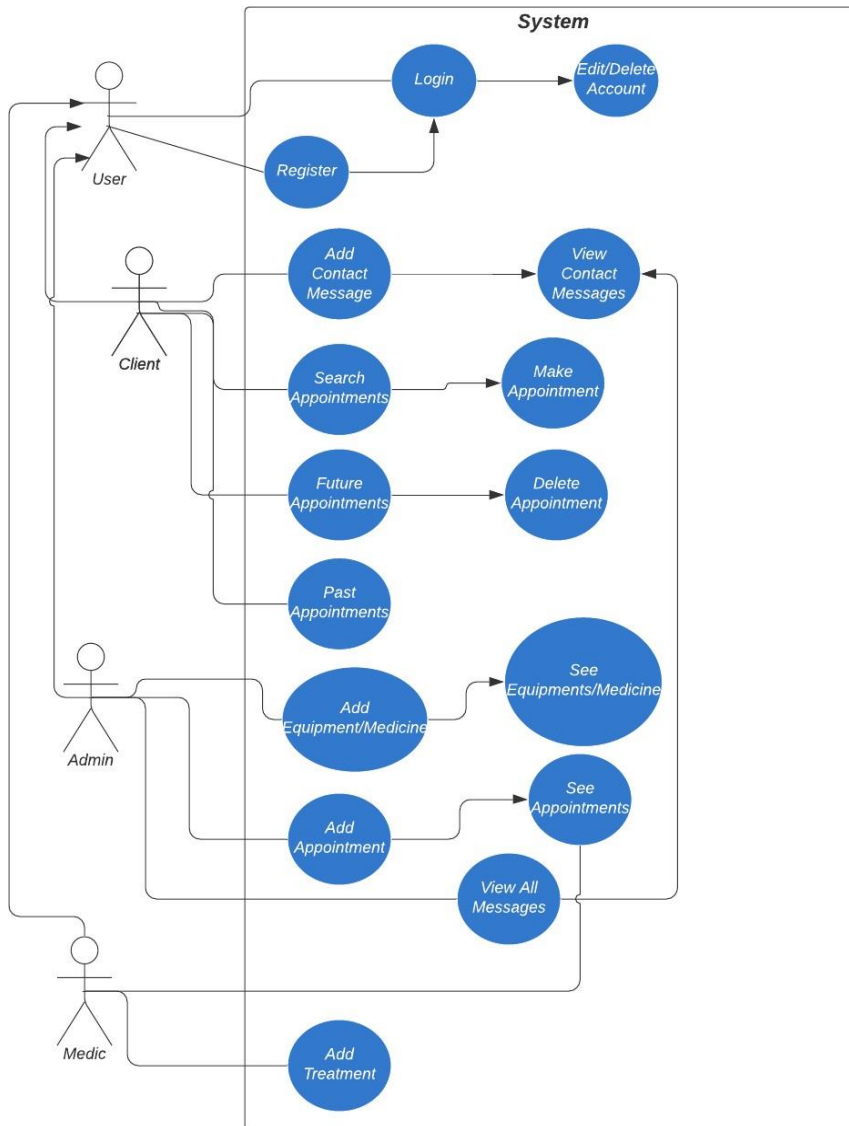 System
Login
Edit/Delete
Account
User
Register
Add
Contact
Message
View
Contact
Messages
Client
Search
Appointments
Make
Appointment
Future
Appointments
Delete
Appointment
Past
Appointments
Add
Equipment/Medicine
See
Equipments/Medicine
Admin
See
Appointments
Add
Appointment
View All
Messages
Medic
Add
Treatment